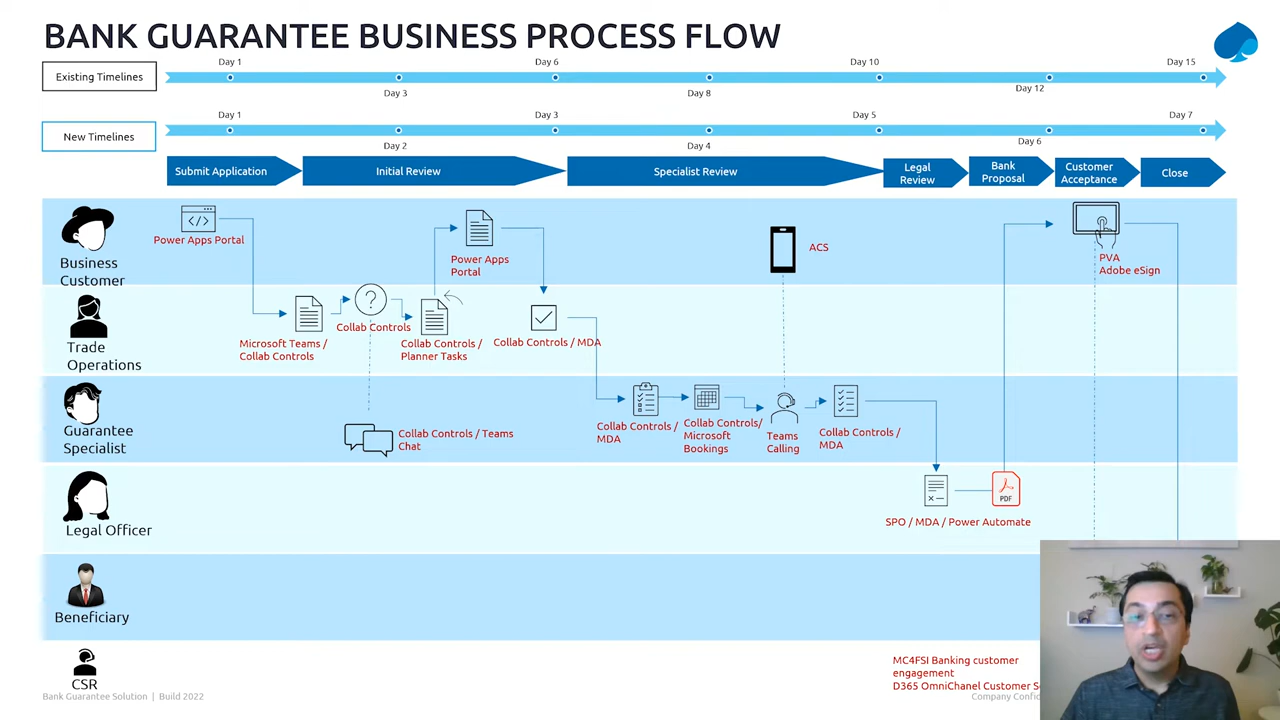 BANK GUARANTEE BUSINESS PROCESS FLOW
Existing Timelines
Day 1
Day 3
Day 6
Day 8
Day 10
Day 12
Day 15
New Timelines
Day 1
Day 2
Day 3
Day 4
Day 5
Day 6
Day 7
Submit Application
Initial Review
Specialist Review
Legal
Review
Bank
Proposal
Customer
Acceptance
Close
Business
Customer
Power Apps Portal
</>
Power Apps
Portal
ACS
PVA
Adobe eSign
Trade
Operations
Microsoft Teams /
Collab Controls
?
Collab Controls
Collab Controls /
Planner Tasks
Collab Controls / MDA
Guarantee
Specialist
Collab Controls / Teams
Chat
Collab Controls /
MDA
Collab Controls/
Microsoft
Bookings
Teams
Calling
Collab Controls /
MDA
Legal Officer
PDF
SPO / MDA / Power Automate
Beneficiary
CSR
MC4FSI Banking customer
engagement
D365 OmniChanel Customer
Bank Guarantee Solution | Build 2022
Company